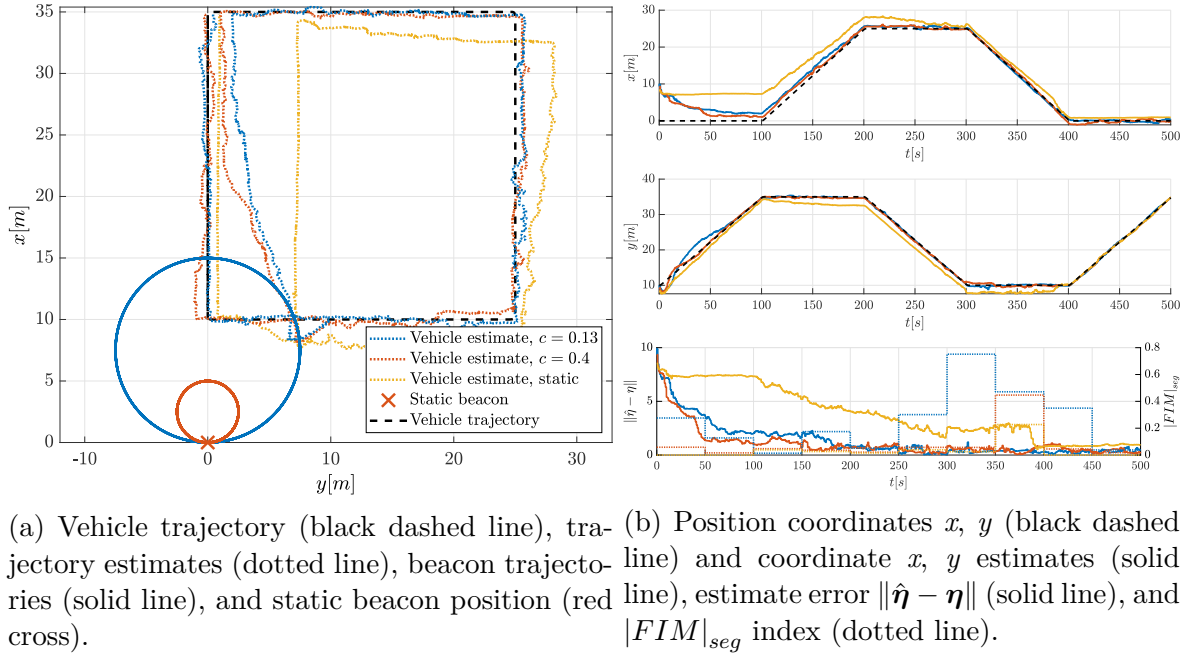 35
30
25
20
15
10
5
0
x[m]
-10
0
10
20
30
y[m]
Vehicle estimate, c = 0.13
Vehicle estimate, c = 0.4
Vehicle estimate, static
Static beacon
Vehicle trajectory
30
20
10
0
x[m]
0 50 100 150 200 250 300 350 400 450 500
t[s]
40
30
20
10
y[m]
0 50 100 150 200 250 300 350 400 450 500
t[s]
10
5
0
‖η̂ − η‖
0.8
0.6
0.4
0.2
0
|FIM|seg
0 50 100 150 200 250 300 350 400 450 500
t[s]
(a) Vehicle trajectory (black dashed line), tra-
jectory estimates (dotted line), beacon trajecto-
ries (solid line), and static beacon position (red
cross).
(b) Position coordinates x, y (black dashed
line) and coordinate x, y estimates (solid
line), estimate error ‖η̂ − η‖ (solid line), and
|FIM|seg index (dotted line).